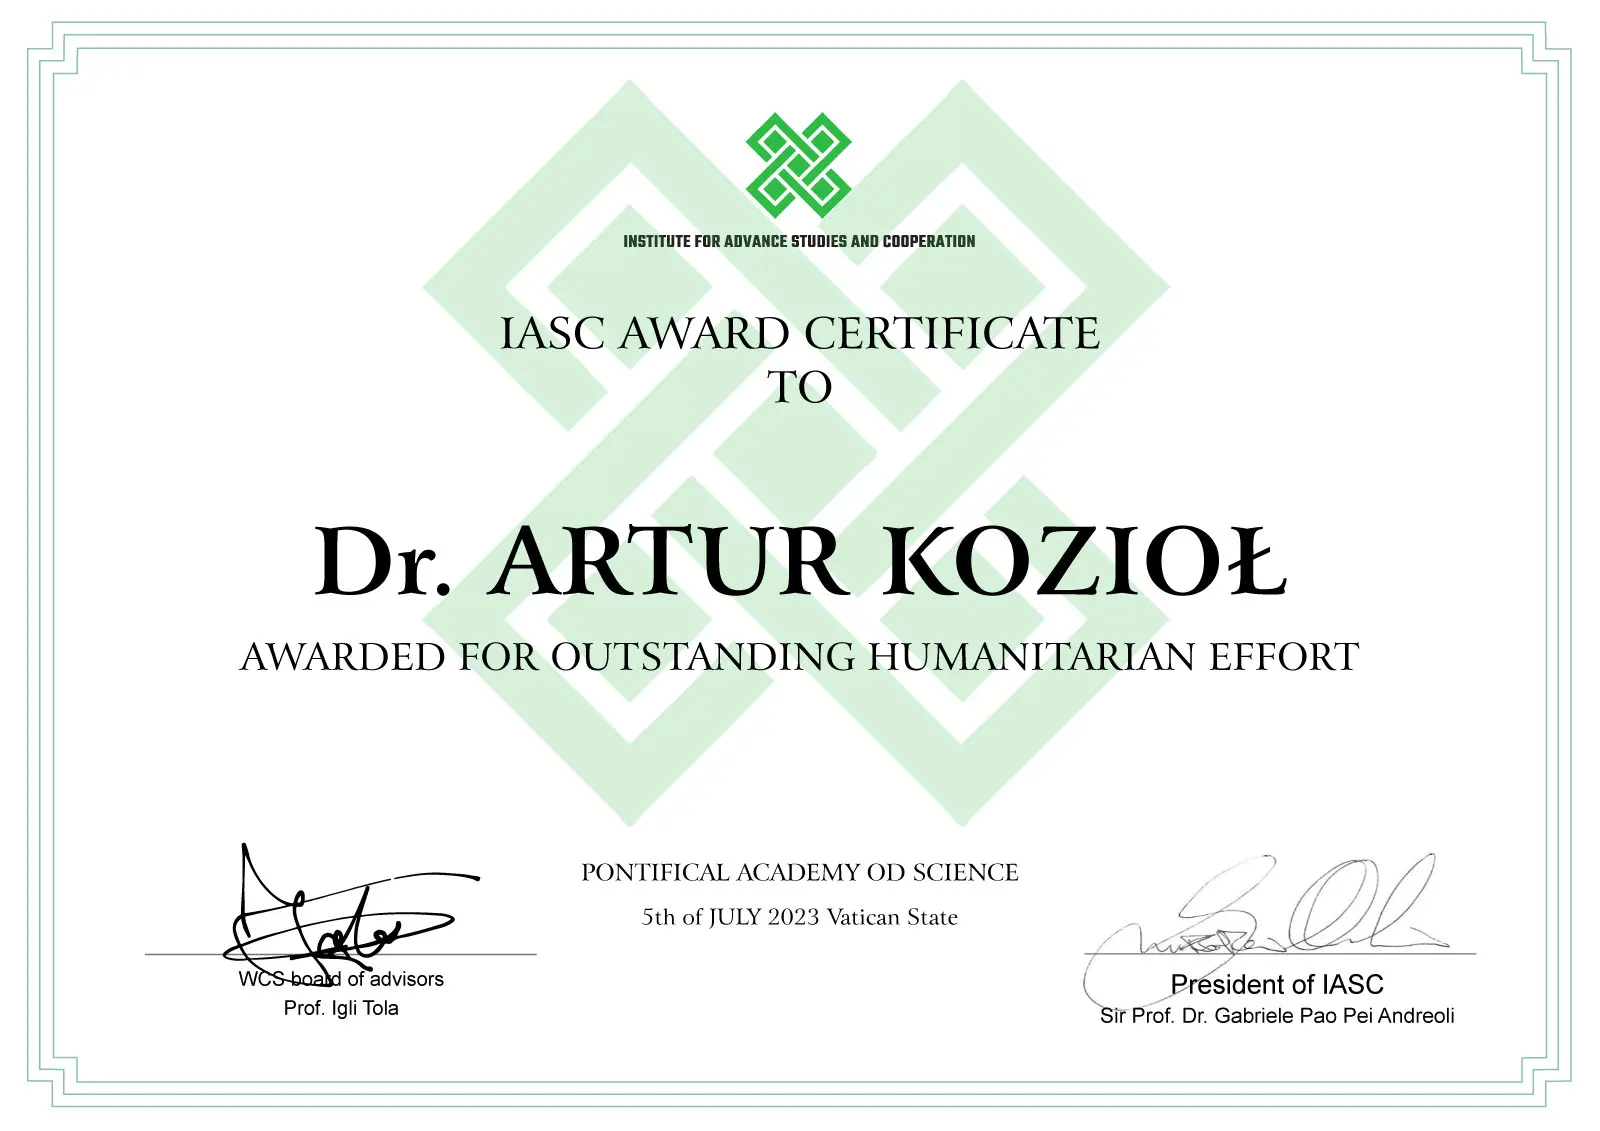 INSTITUTE FOR ADVANCE STUDIES AND COOPERATION
IASC AWARD CERTIFICATE
TO
Dr. ARTUR KOZIOŁ
AWARDED FOR OUTSTANDING HUMANITARIAN EFFORT
PONTIFICAL ACADEMY OD SCIENCE
5th of JULY 2023 Vatican State
WCS board of advisors
Prof. Igli Tola
President of IASC
Sir Prof. Dr. Gabriele Pao Pei Andreoli